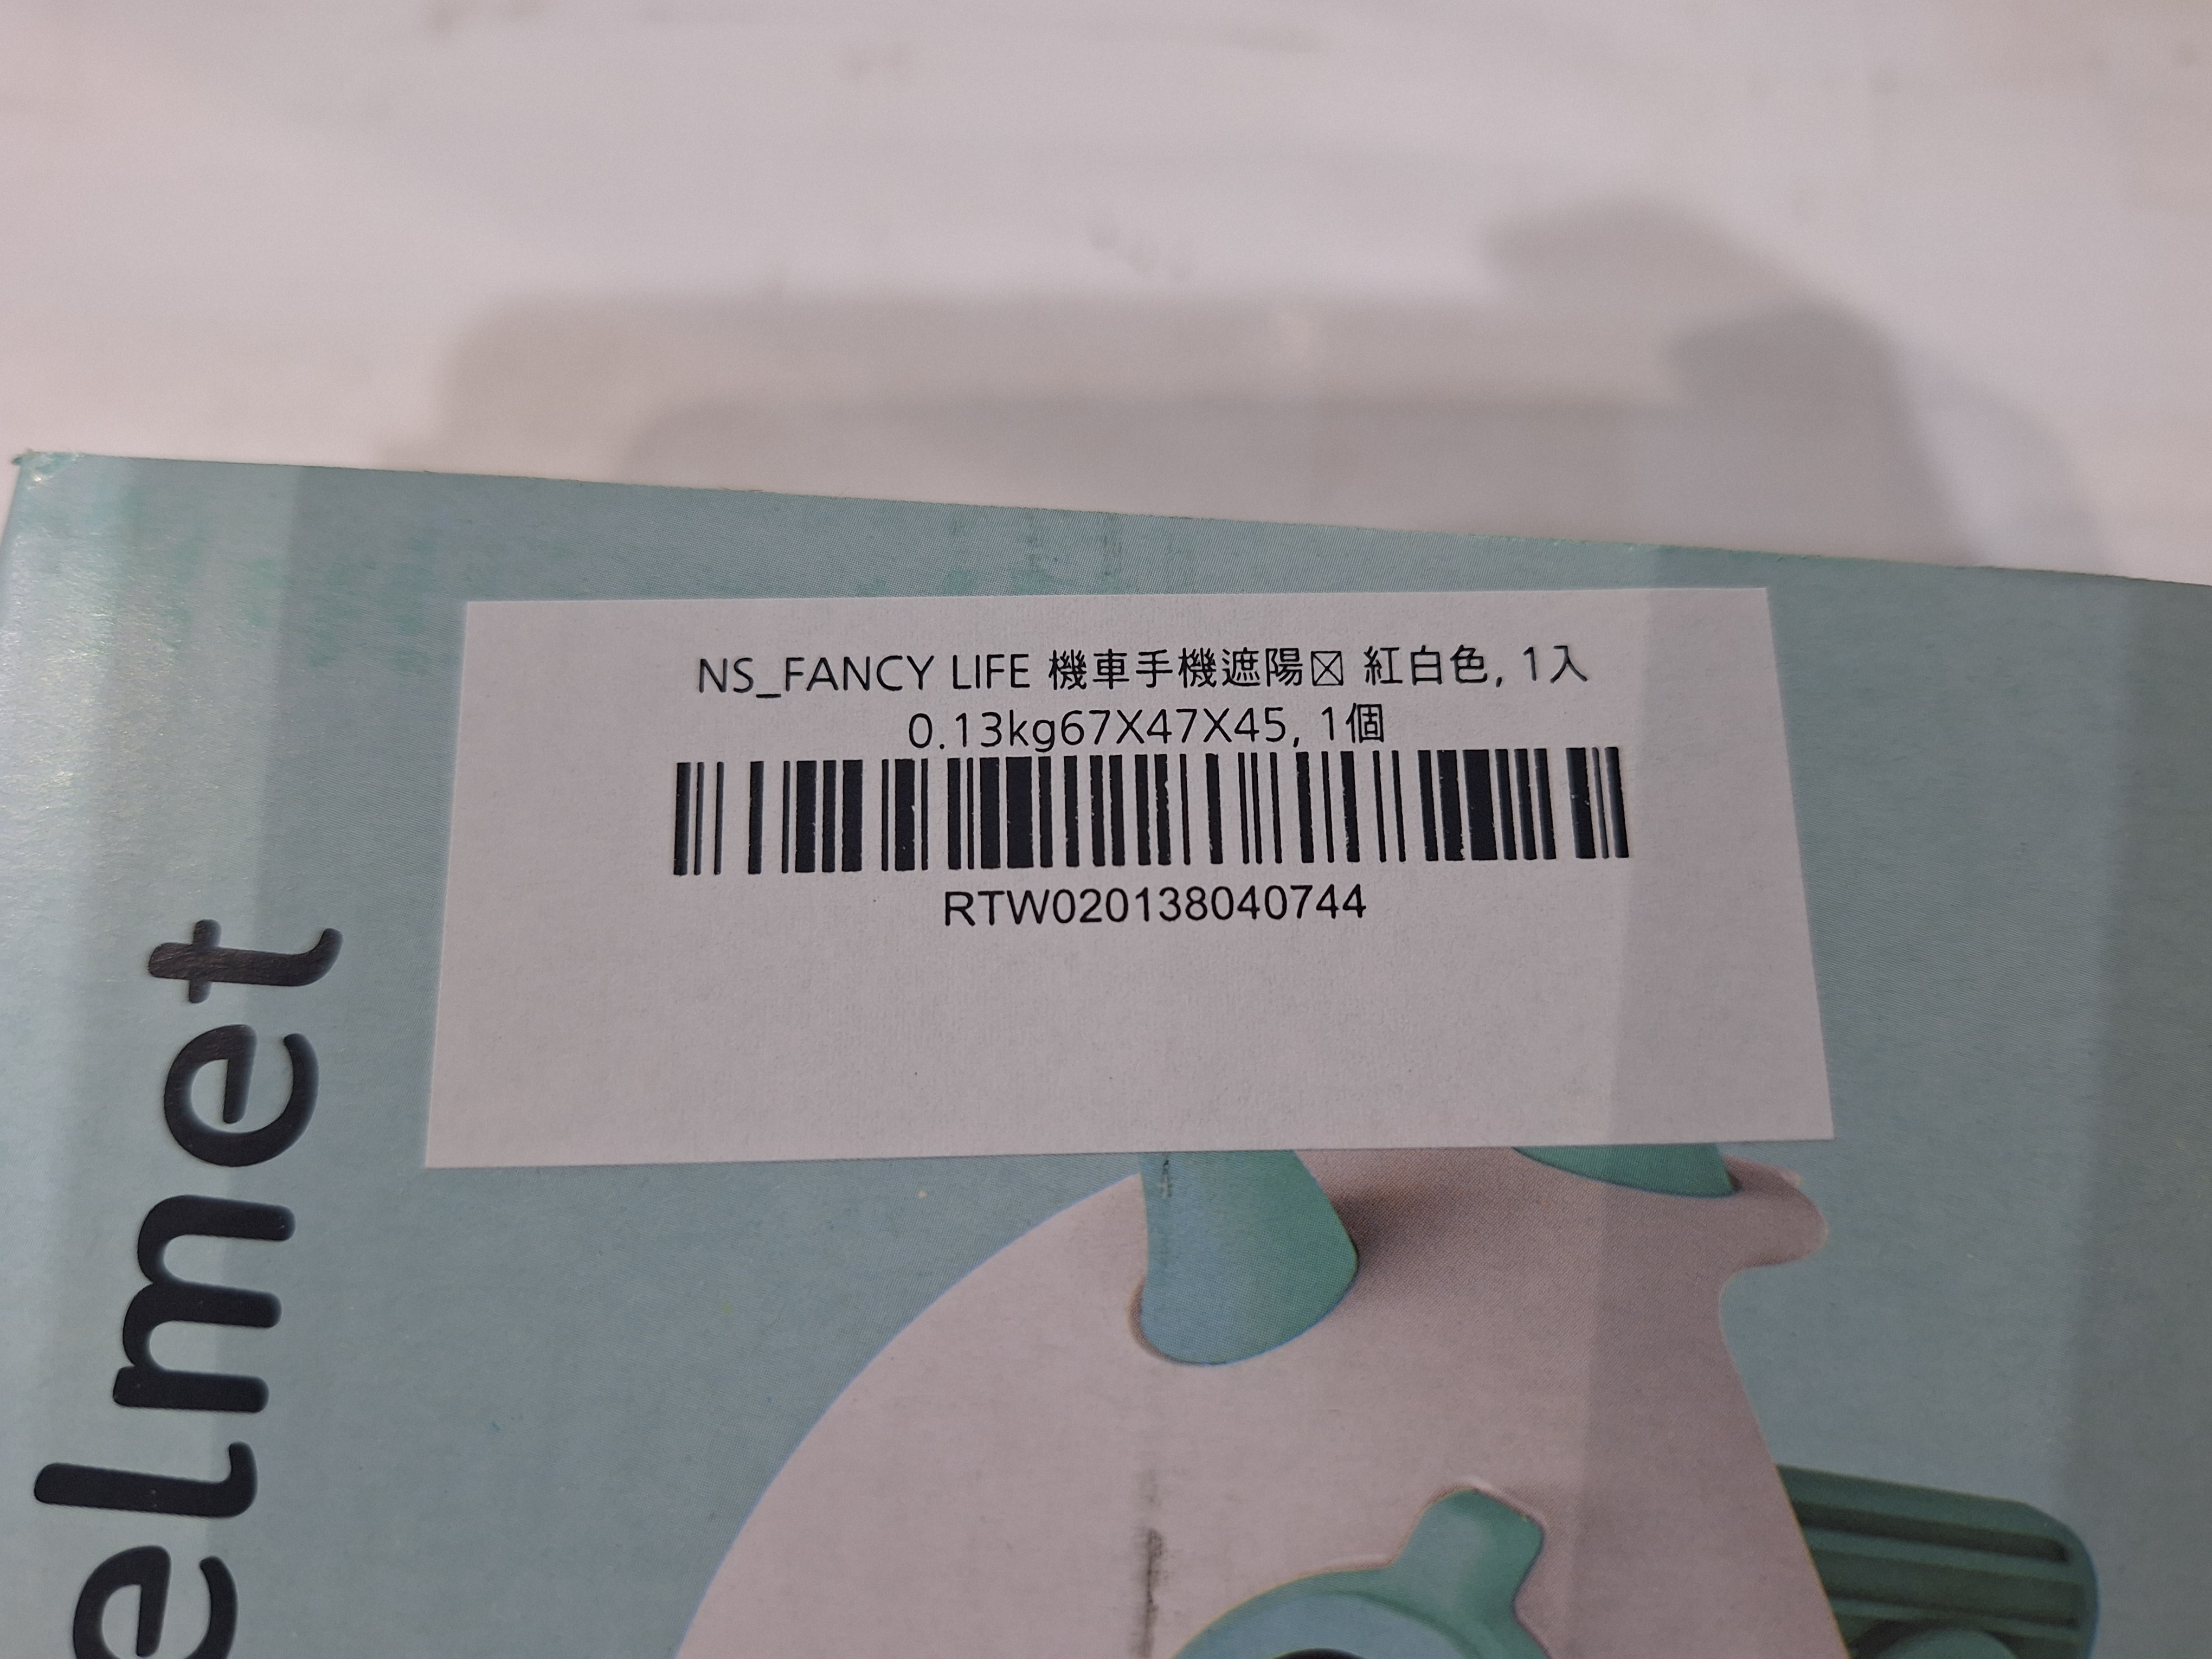 NS_FANCY LIFE 機車手機遮陽☒ 紅白色, 1入
0.13kg67X47X45, 1個
RTW020138040744
elmet